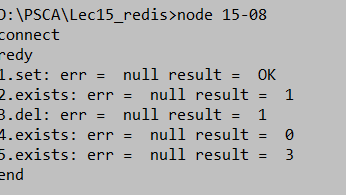 D:\PSCA\Lec15_redis>node 15-08
connect
redy
1.set: err =  null result =  OK
2.exists: err =  null result =  1
3.del: err =  null result =  1
4.exists: err =  null result =  0
5.exists: err =  null result =  3
end